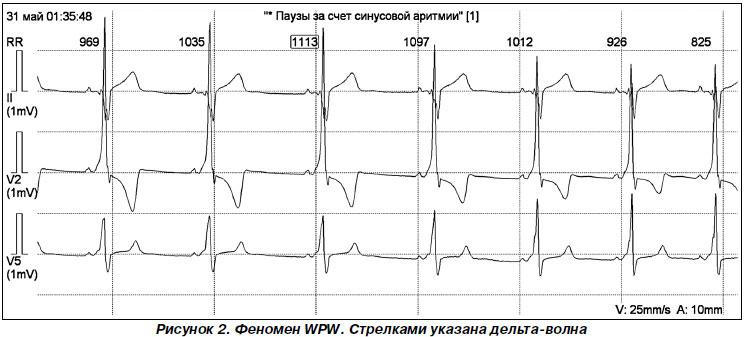 31 май 01:35:48 "* Паузы за счет синусовой аритмии" [1]
RR 969 1035 1113 1097 1012 926 825
II
(1mV)
V2
(1mV)
V5
(1mV)
V: 25mm/s A: 10mm
Рисунок 2. Феномен WPW. Стрелками указана дельта-волна